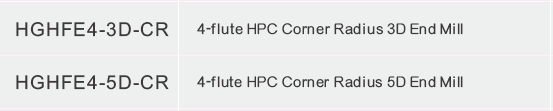 HGHFE4-3D-CR 4-flute HPC Corner Radius 3D End Mill
HGHFE4-5D-CR 4-flute HPC Corner Radius 5D End Mill